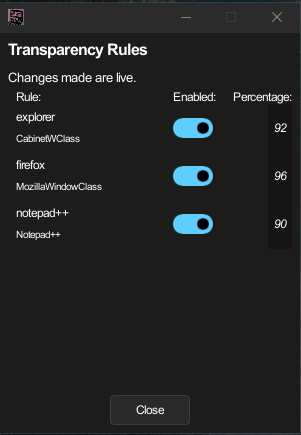 Transparency Rules
Changes made are live.
Rule: Enabled: Percentage:
explorer
CabinetWClass
92
firefox
MozillaWindowClass
96
notepad++
Notepad++
90
Close